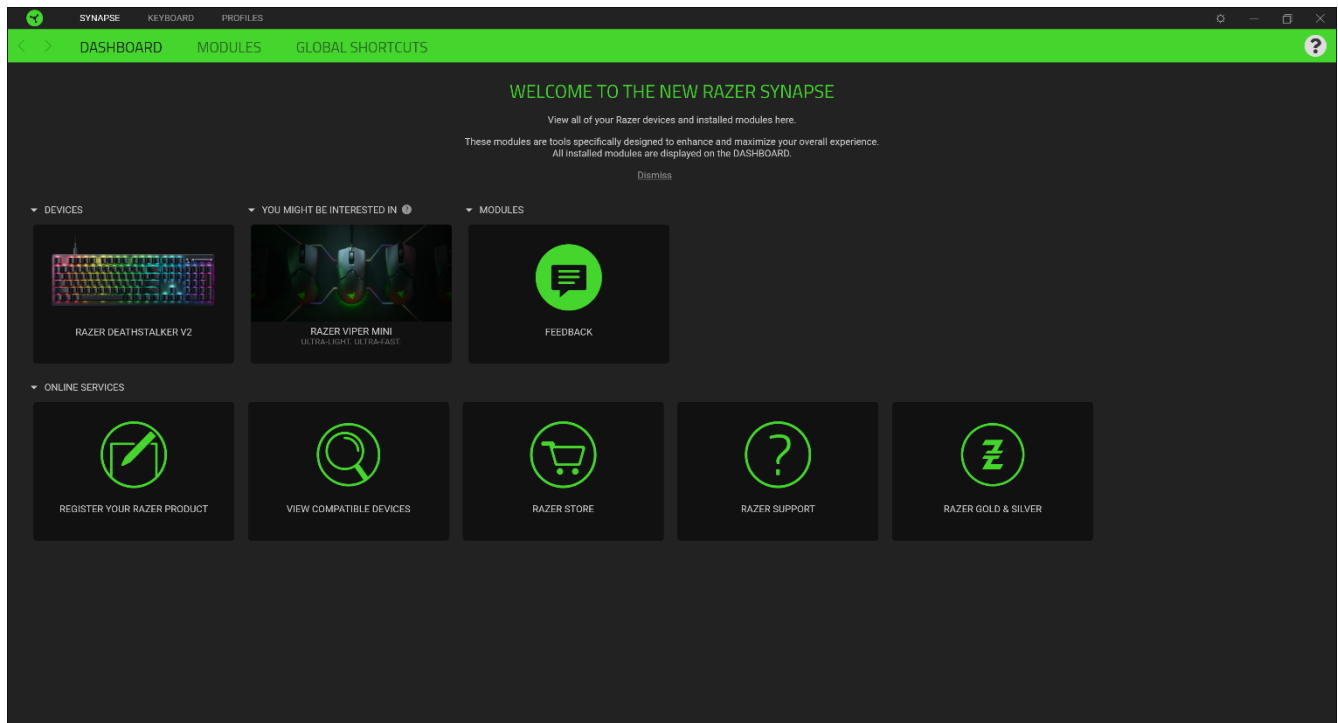 SYNAPSE KEYBOARD PROFILES
DASHBOARD MODULES GLOBAL SHORTCUTS
?
WELCOME TO THE NEW RAZER SYNAPSE
View all of your Razer devices and installed modules here.
These modules are tools specifically designed to enhance and maximize your overall experience.
All installed modules are displayed on the DASHBOARD.
Dismiss
DEVICES
RAZER DEATHSTALKER V2
YOU MIGHT BE INTERESTED IN ?
RAZER VIPER MINI
ULTRA-LIGHT. ULTRA-FAST.
MODULES
FEEDBACK
ONLINE SERVICES
REGISTER YOUR RAZER PRODUCT
VIEW COMPATIBLE DEVICES
RAZER STORE
?
RAZER SUPPORT
RAZER GOLD & SILVER